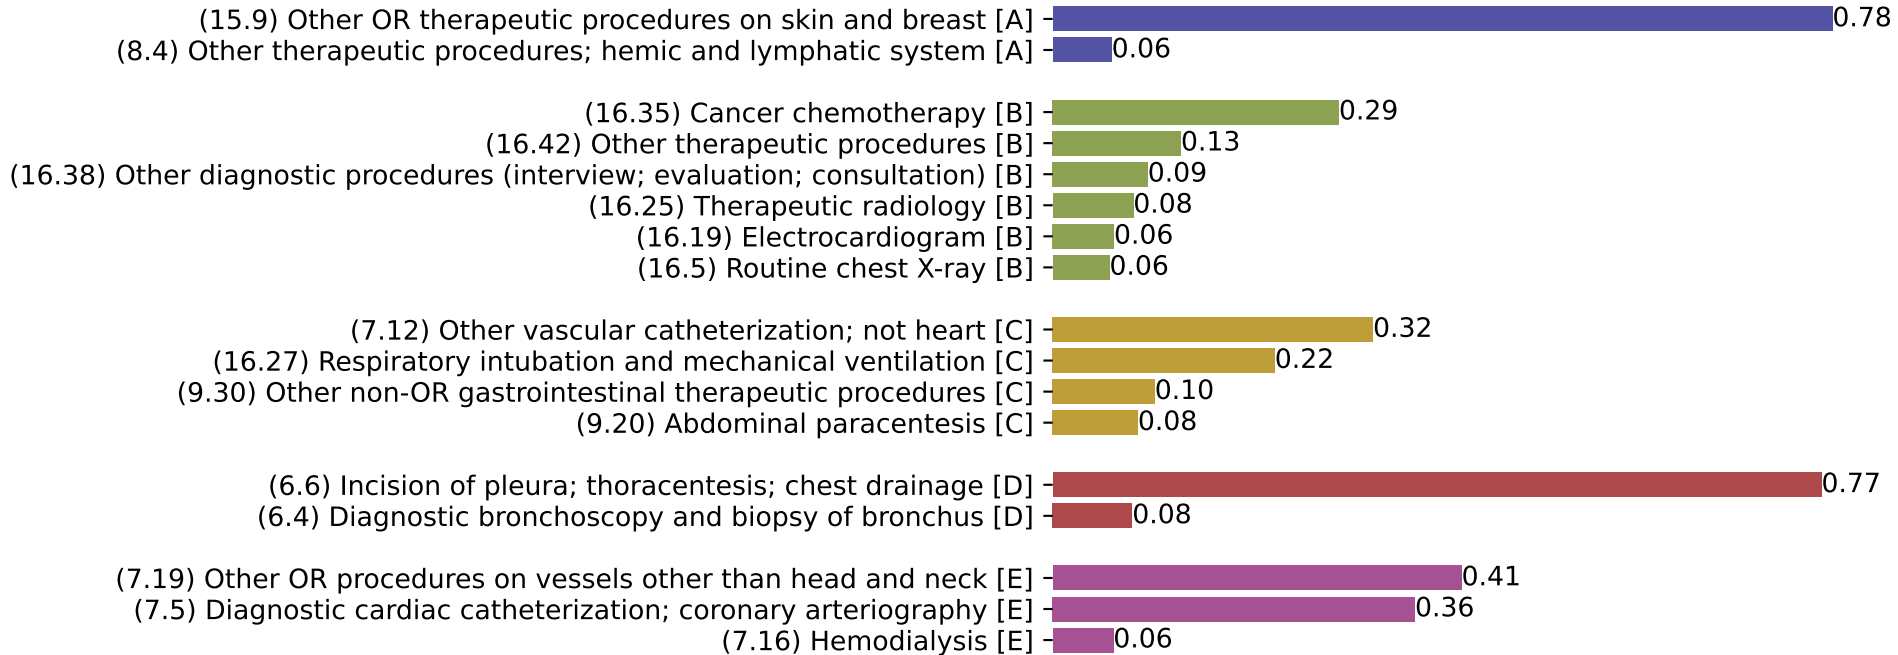 (15.9) Other OR therapeutic procedures on skin and breast [A] 0.78
(8.4) Other therapeutic procedures; hemic and lymphatic system [A] 0.06
(16.35) Cancer chemotherapy [B] 0.29
(16.42) Other therapeutic procedures [B] 0.13
(16.38) Other diagnostic procedures (interview; evaluation; consultation) [B] 0.09
(16.25) Therapeutic radiology [B] 0.08
(16.19) Electrocardiogram [B] 0.06
(16.5) Routine chest X-ray [B] 0.06
(7.12) Other vascular catheterization; not heart [C] 0.32
(16.27) Respiratory intubation and mechanical ventilation [C] 0.22
(9.30) Other non-OR gastrointestinal therapeutic procedures [C] 0.10
(9.20) Abdominal paracentesis [C] 0.08
(6.6) Incision of pleura; thoracentesis; chest drainage [D] 0.77
(6.4) Diagnostic bronchoscopy and biopsy of bronchus [D] 0.08
(7.19) Other OR procedures on vessels other than head and neck [E] 0.41
(7.5) Diagnostic cardiac catheterization; coronary arteriography [E] 0.36
(7.16) Hemodialysis [E] 0.06